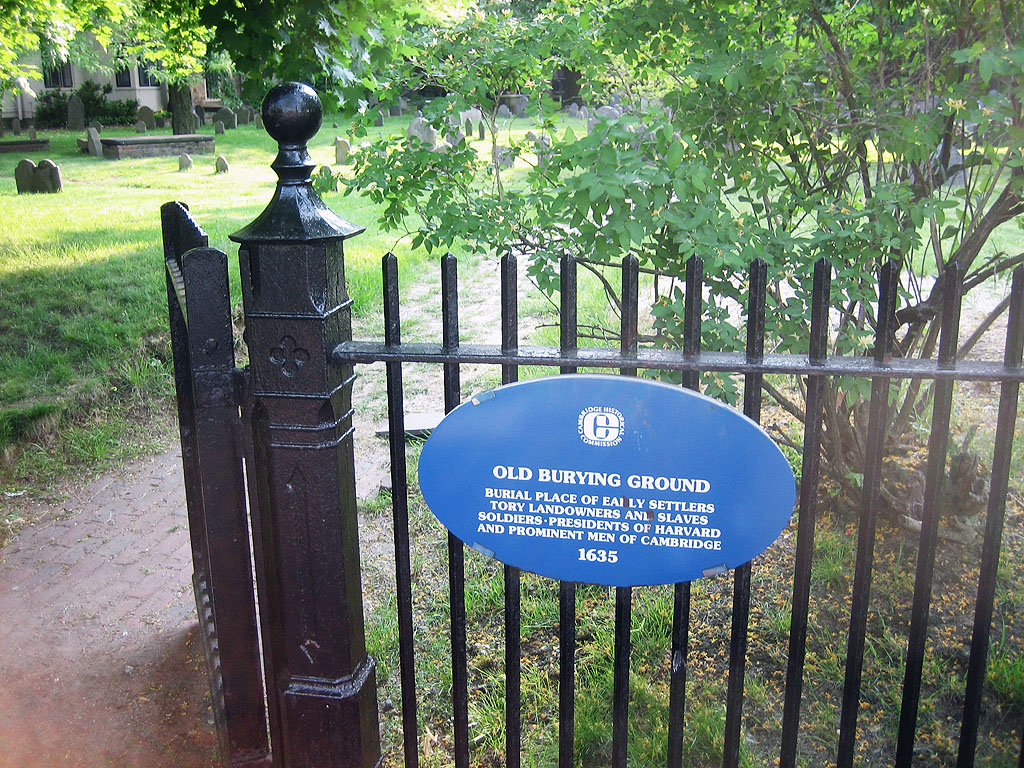 CAMBRIDGE HISTORICAL
COMMISSION
OLD BURYING GROUND
BURIAL PLACE OF EARLY SETTLERS
TORY LANDOWNERS AND SLAVES
SOLDIERS·PRESIDENTS OF HARVARD
AND PROMINENT MEN OF CAMBRIDGE
1635